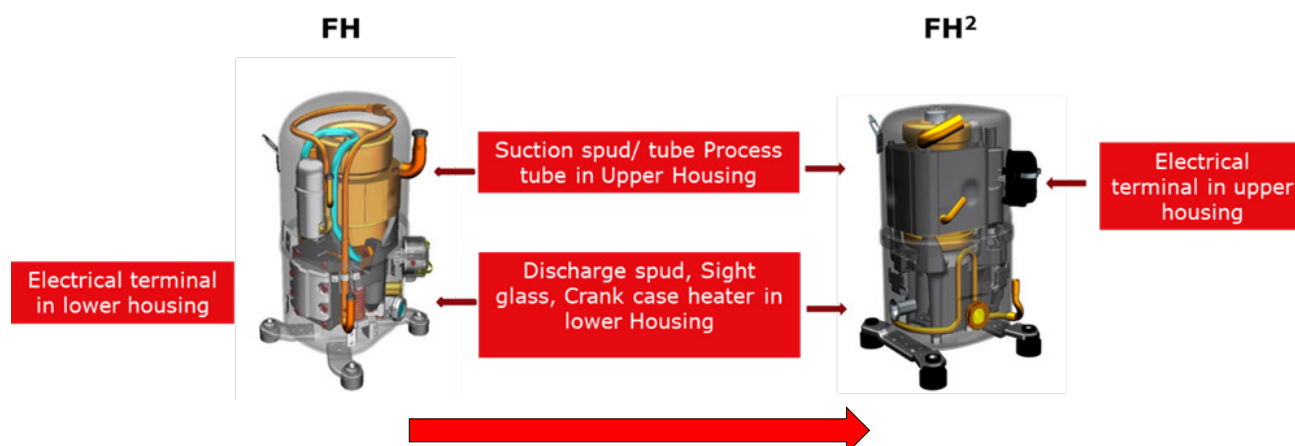 FH
FH²
Suction spud/ tube Process
tube in Upper Housing
Electrical
terminal in upper
housing
Electrical terminal
in lower housing
Discharge spud, Sight
glass, Crank case heater in
lower Housing